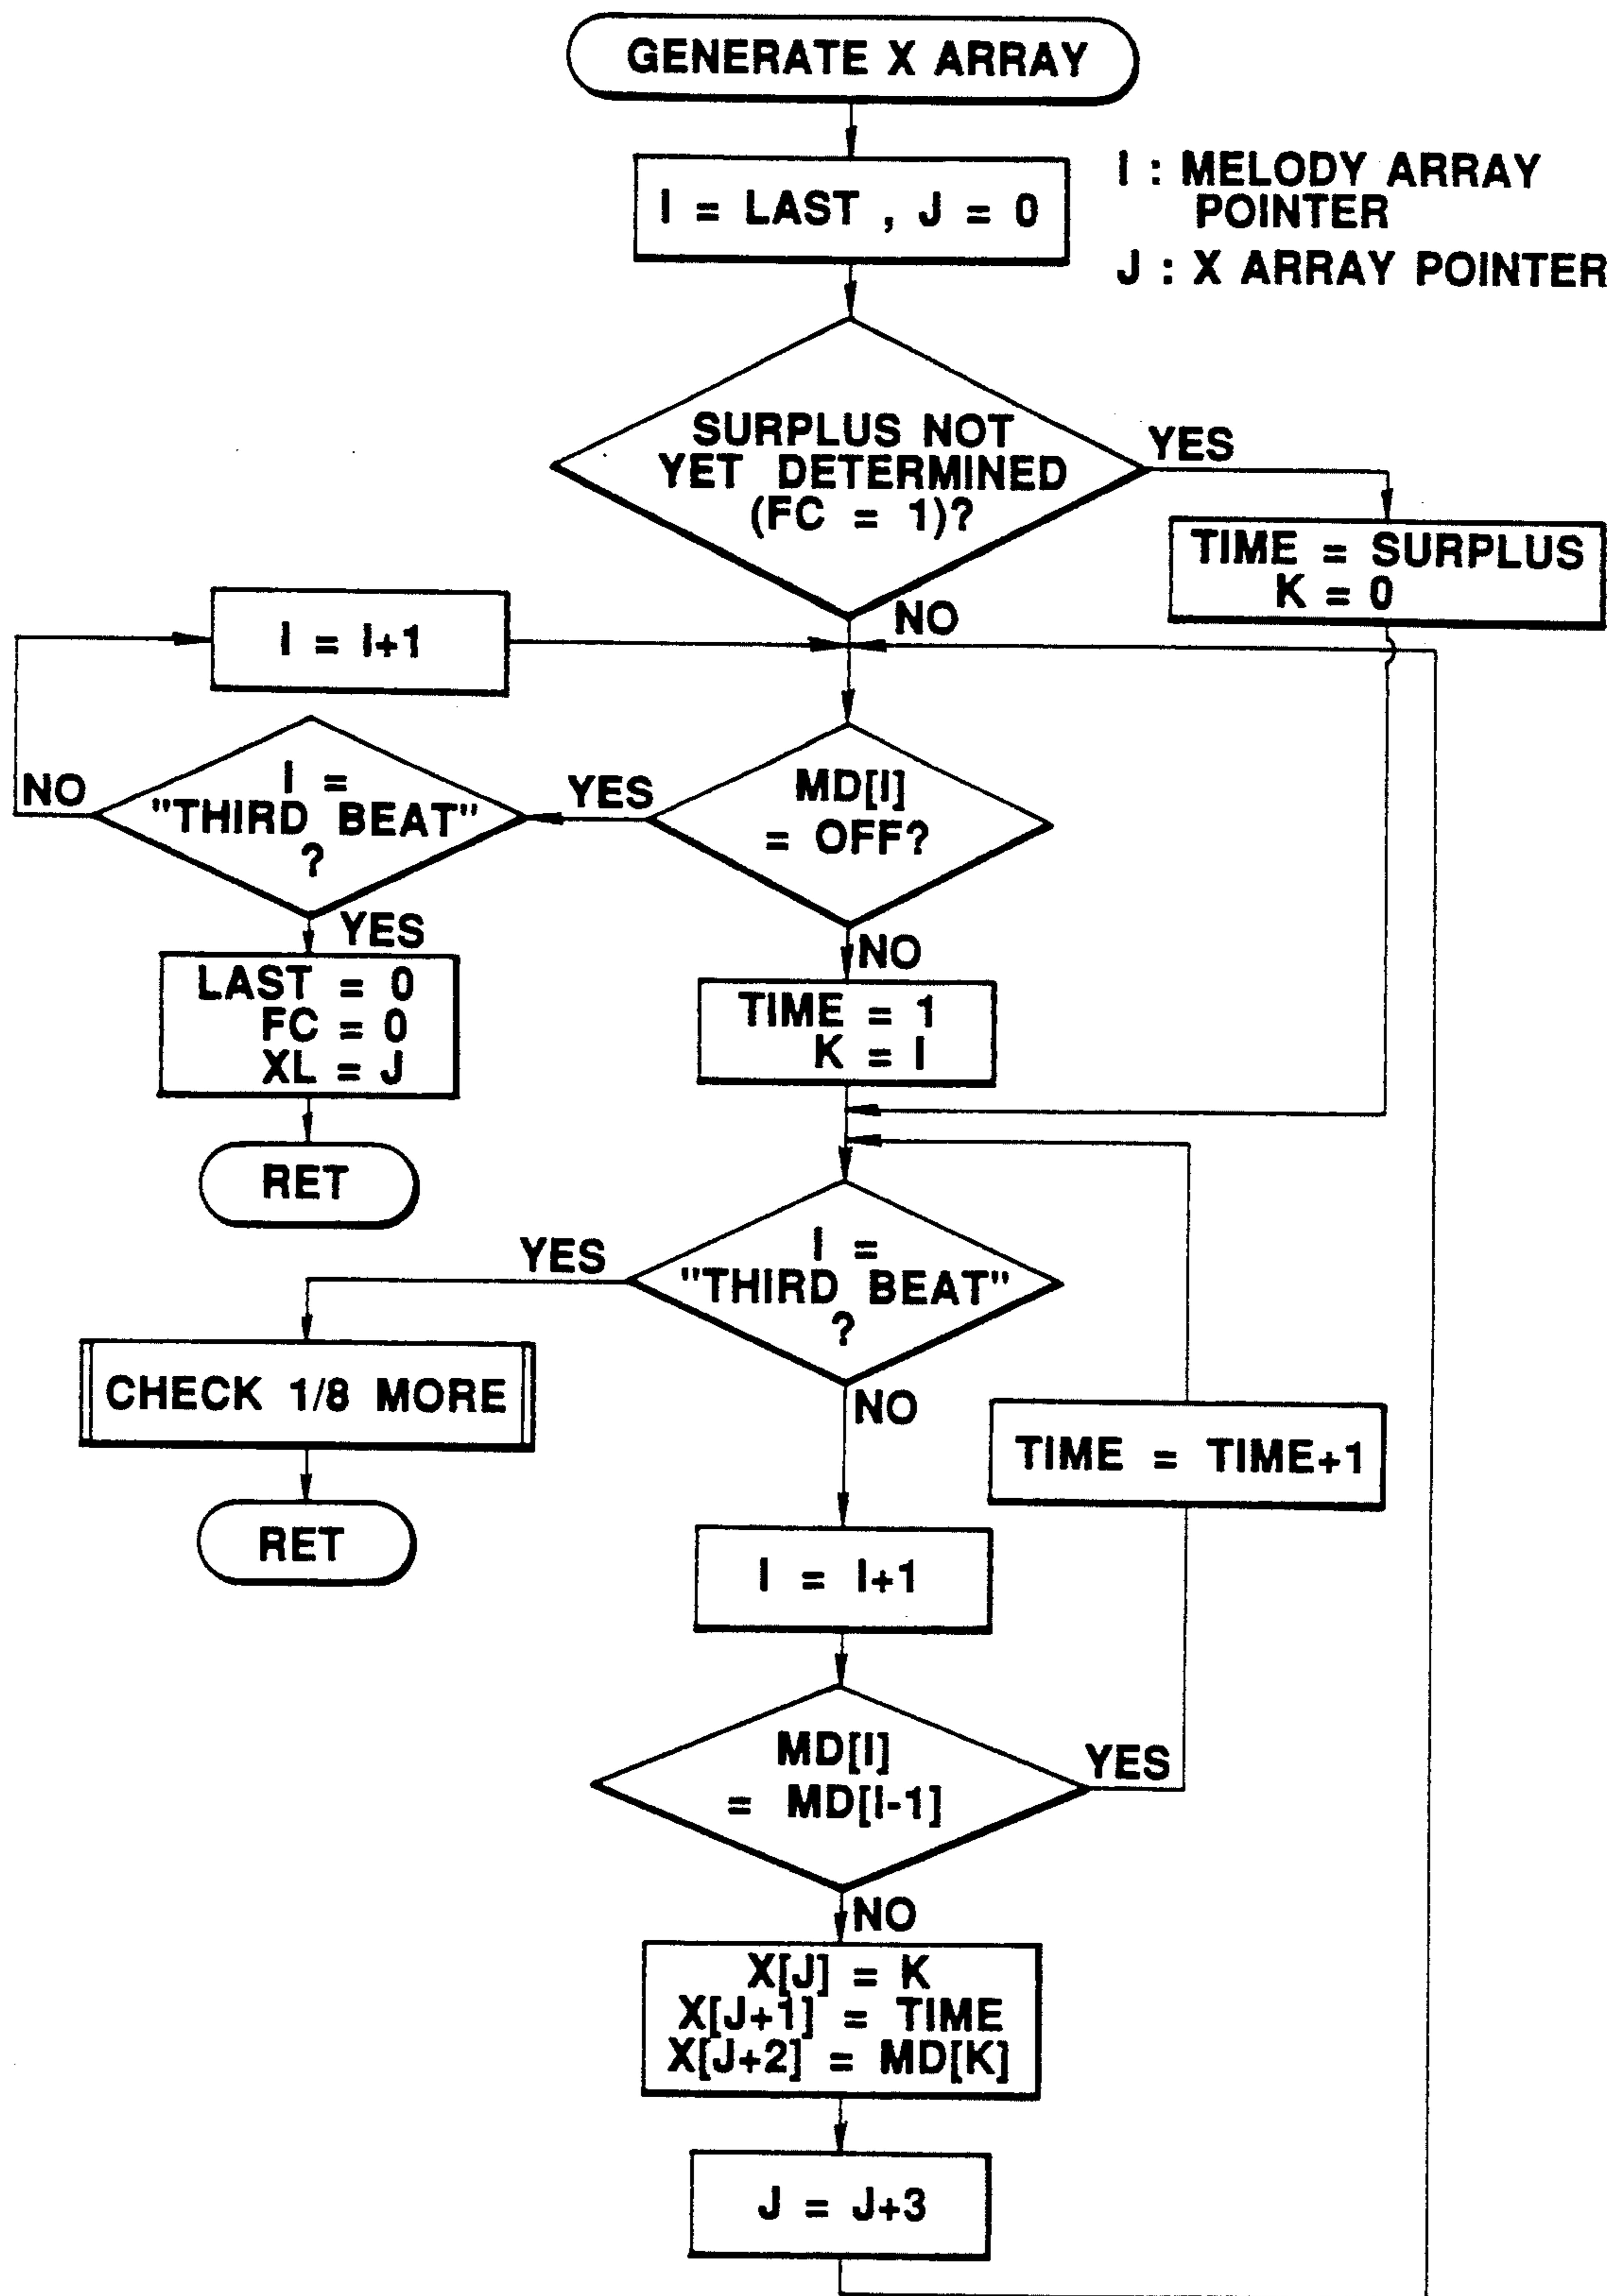 GENERATE X ARRAY
I = LAST , J = 0
I : MELODY ARRAY
POINTER
J : X ARRAY POINTER
SURPLUS NOT
YET DETERMINED
(FC = 1)?
YES
TIME = SURPLUS
K = 0
NO
I = I+1
NO
I =
"THIRD BEAT"
?
YES
MD[I]
= OFF?
YES
LAST = 0
FC = 0
XL = J
NO
TIME = 1
K = I
RET
YES
I =
"THIRD BEAT"
?
CHECK 1/8 MORE
NO
TIME = TIME+1
RET
I = I+1
MD[I]
= MD[I-1]
YES
NO
X[J] = K
X[J+1] = TIME
X[J+2] = MD[K]
J = J+3